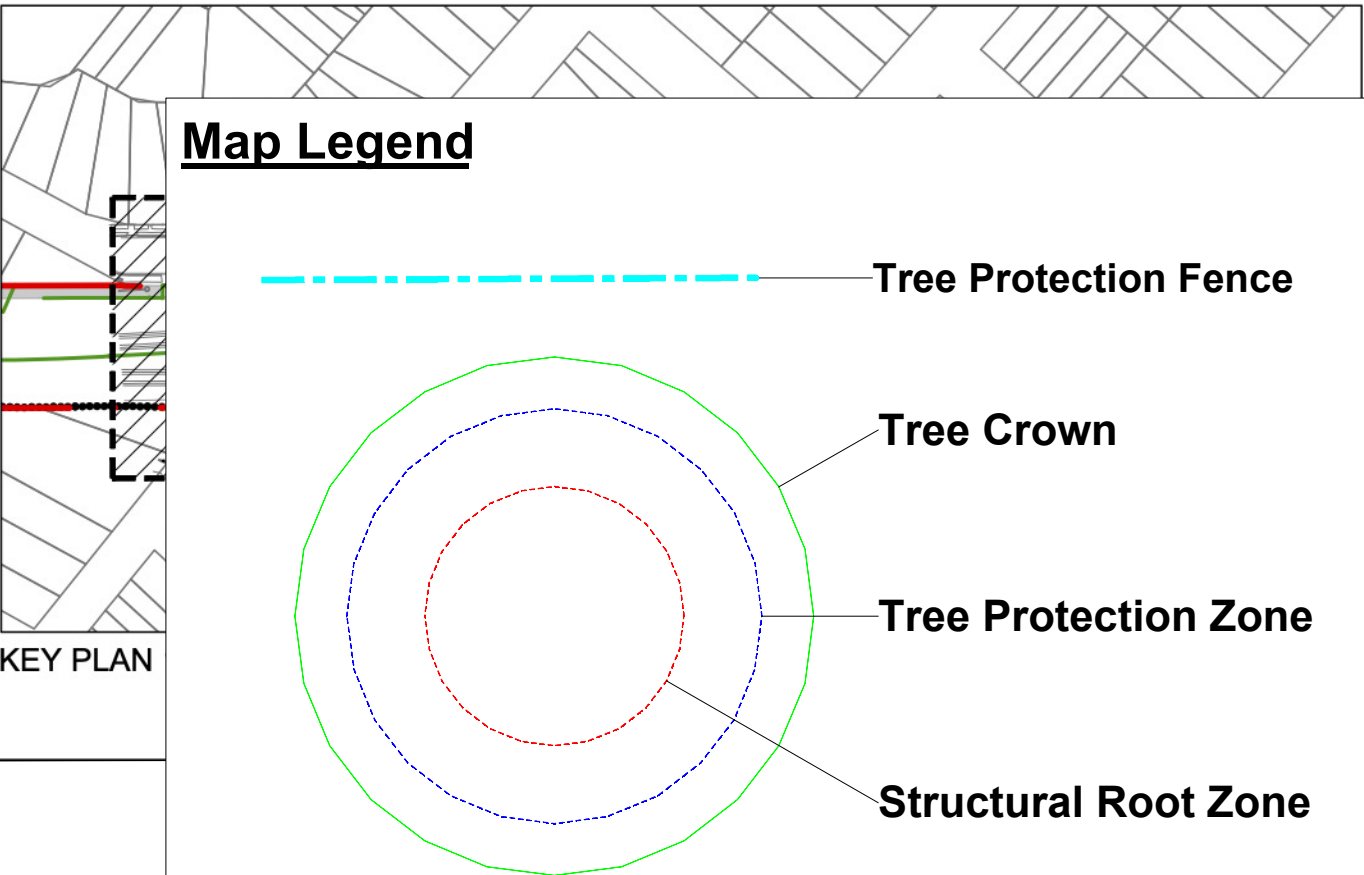 Map Legend
Tree Protection Fence
Tree Crown
Tree Protection Zone
KEY PLAN
Structural Root Zone